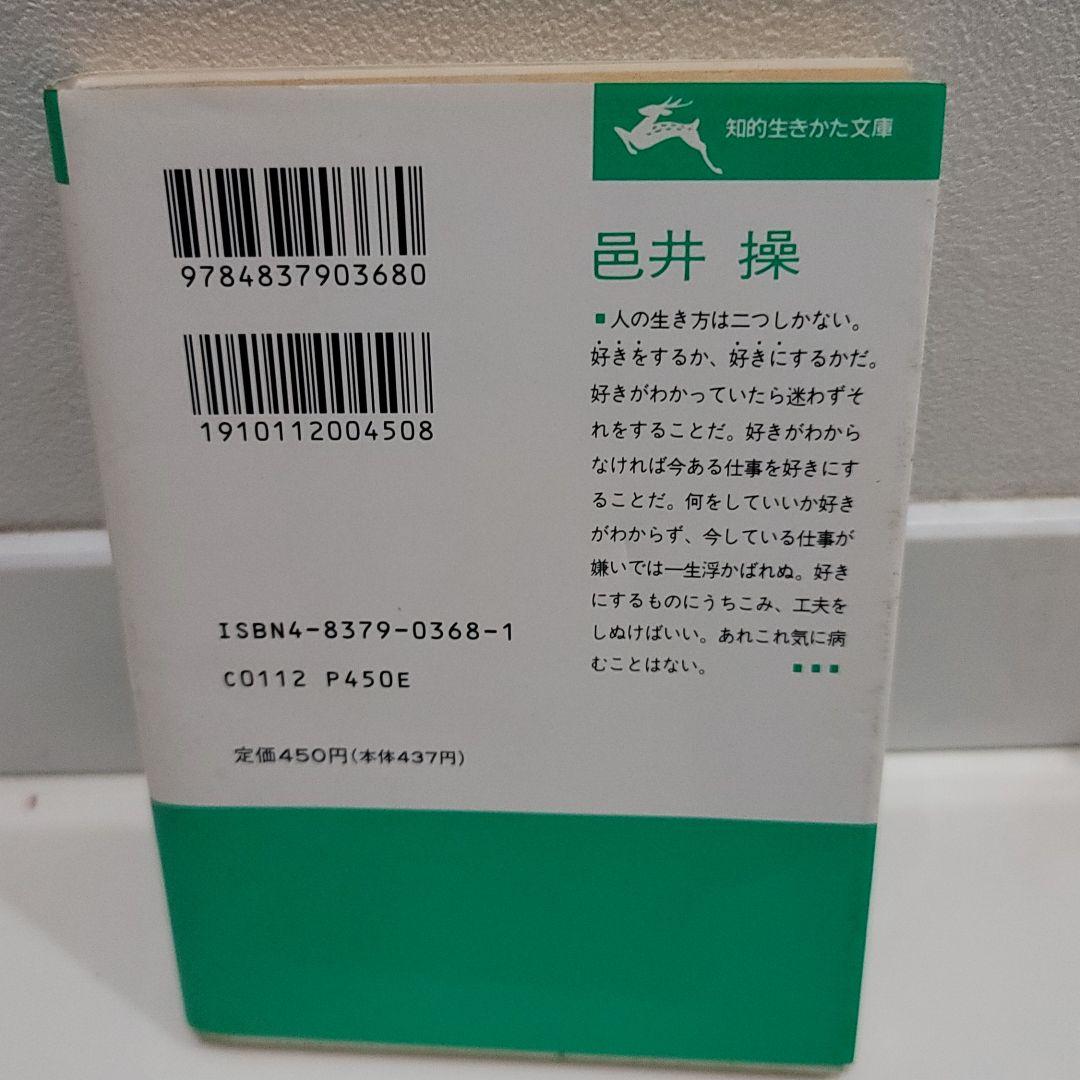 知的生きかた文庫
9784837903680
1910112004508
ISBN4-8379-0368-1
C0112 P450E
定価450円(本体437円)
邑井 操
■人の生き方は二つしかない。
好きをするか、好きにするかだ。
好きがわかっていたら迷わずそ
れをすることだ。好きがわから
なければ今ある仕事を好きにす
ることだ。何をしていいか好き
がわからず、今している仕事が
嫌いでは一生浮かばれぬ。好き
にするものにうちこみ、工夫を
しぬけばいい。あれこれ気に病
むことはない。 ■■■